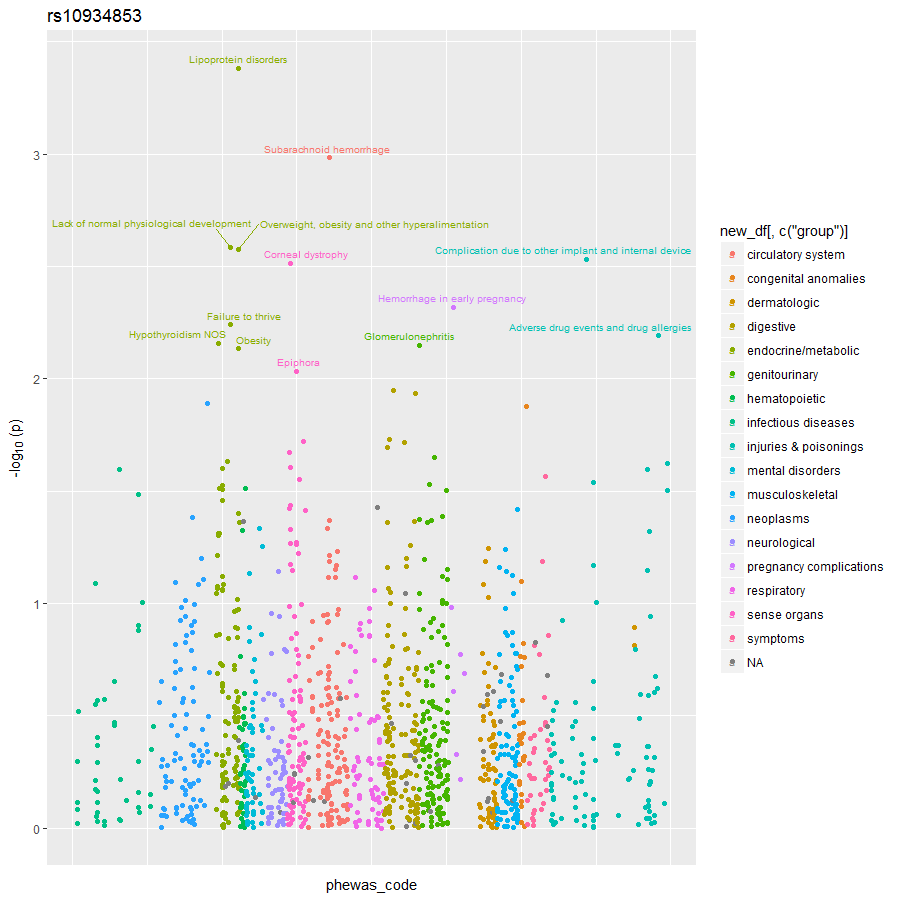 rs10934853
Lipoprotein disorders
Subarachnoid hemorrhage
Lack of normal physiological development
Overweight, obesity and other hyperalimentation
Complication due to other implant and internal device
Corneal dystrophy
Hemorrhage in early pregnancy
Failure to thrive
Adverse drug events and drug allergies
Hypothyroidism NOS
Obesity
Glomerulonephritis
Epiphora
3
2
1
0
-log10 (p)
phewas_code
new_df[, c("group")]
circulatory system
congenital anomalies
dermatologic
digestive
endocrine/metabolic
genitourinary
hematopoietic
infectious diseases
injuries & poisonings
mental disorders
musculoskeletal
neoplasms
neurological
pregnancy complications
respiratory
sense organs
symptoms
NA